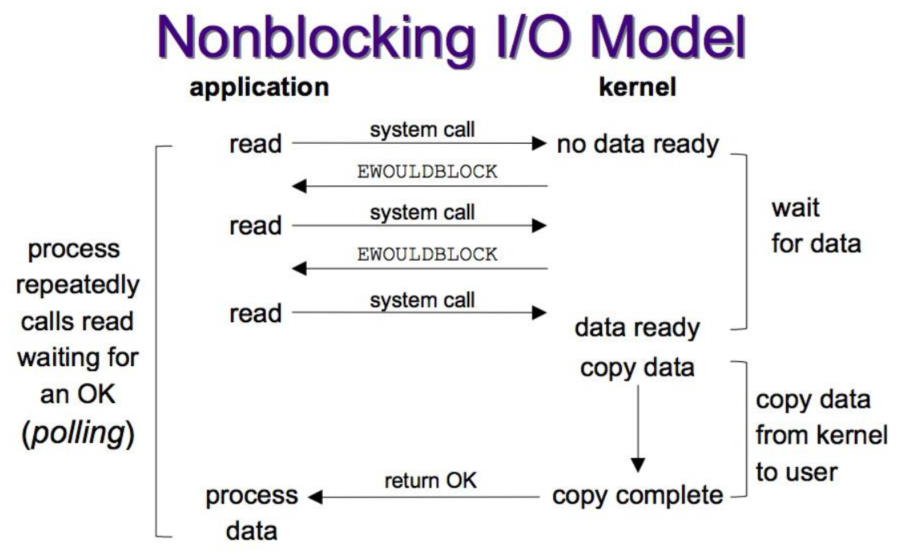 Nonblocking I/O Model
application
kernel
read
system call
no data ready
EWOULDBLOCK
read
system call
EWOULDBLOCK
read
system call
data ready
wait
for data
process
repeatedly
calls read
waiting for
an OK
(polling)
copy data
copy data
from kernel
to user
return OK
copy complete
process
data